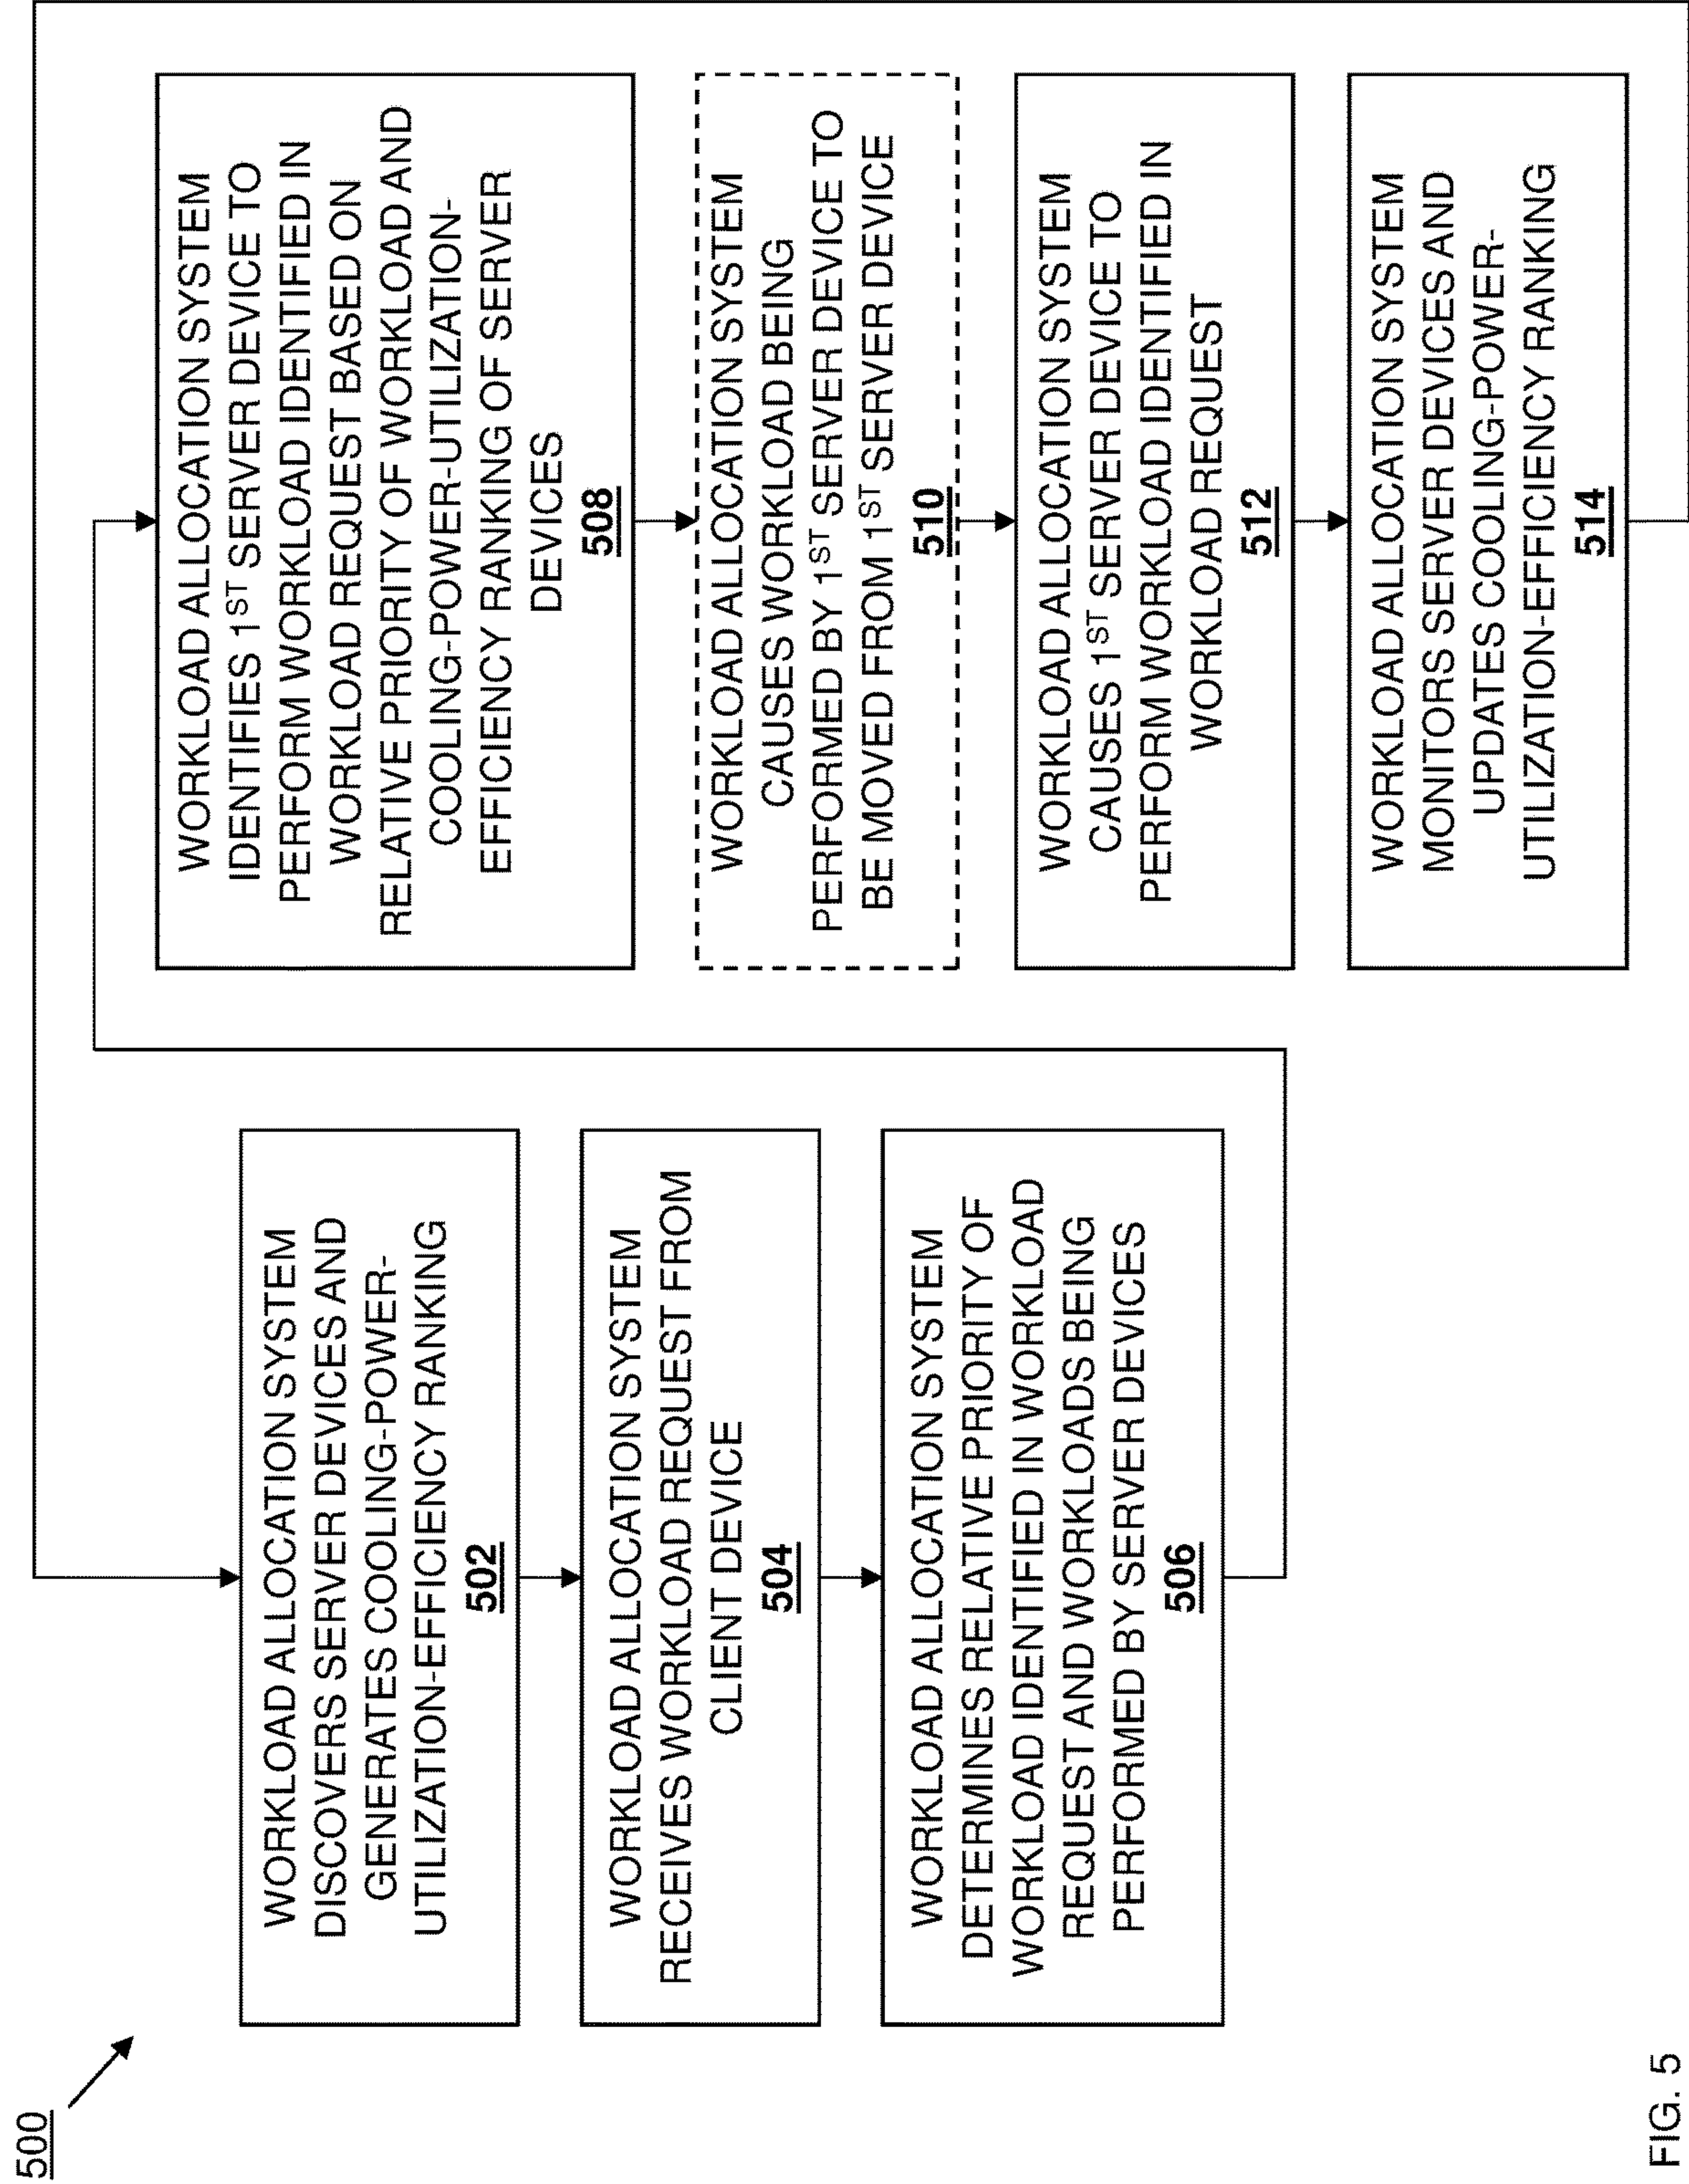 500
WORKLOAD ALLOCATION SYSTEM
DISCOVERS SERVER DEVICES AND
GENERATES COOLING-POWER-
UTILIZATION-EFFICIENCY RANKING
502
WORKLOAD ALLOCATION SYSTEM
RECEIVES WORKLOAD REQUEST FROM
CLIENT DEVICE
504
WORKLOAD ALLOCATION SYSTEM
DETERMINES RELATIVE PRIORITY OF
WORKLOAD IDENTIFIED IN WORKLOAD
REQUEST AND WORKLOADS BEING
PERFORMED BY SERVER DEVICES
506
WORKLOAD ALLOCATION SYSTEM
IDENTIFIES 1ST SERVER DEVICE TO
PERFORM WORKLOAD IDENTIFIED IN
WORKLOAD REQUEST BASED ON
RELATIVE PRIORITY OF WORKLOAD AND
COOLING-POWER-UTILIZATION-
EFFICIENCY RANKING OF SERVER
DEVICES
508
WORKLOAD ALLOCATION SYSTEM
CAUSES WORKLOAD BEING
PERFORMED BY 1ST SERVER DEVICE TO
BE MOVED FROM 1ST SERVER DEVICE
510
WORKLOAD ALLOCATION SYSTEM
CAUSES 1ST SERVER DEVICE TO
PERFORM WORKLOAD IDENTIFIED IN
WORKLOAD REQUEST
512
WORKLOAD ALLOCATION SYSTEM
MONITORS SERVER DEVICES AND
UPDATES COOLING-POWER-
UTILIZATION-EFFICIENCY RANKING
514
FIG. 5